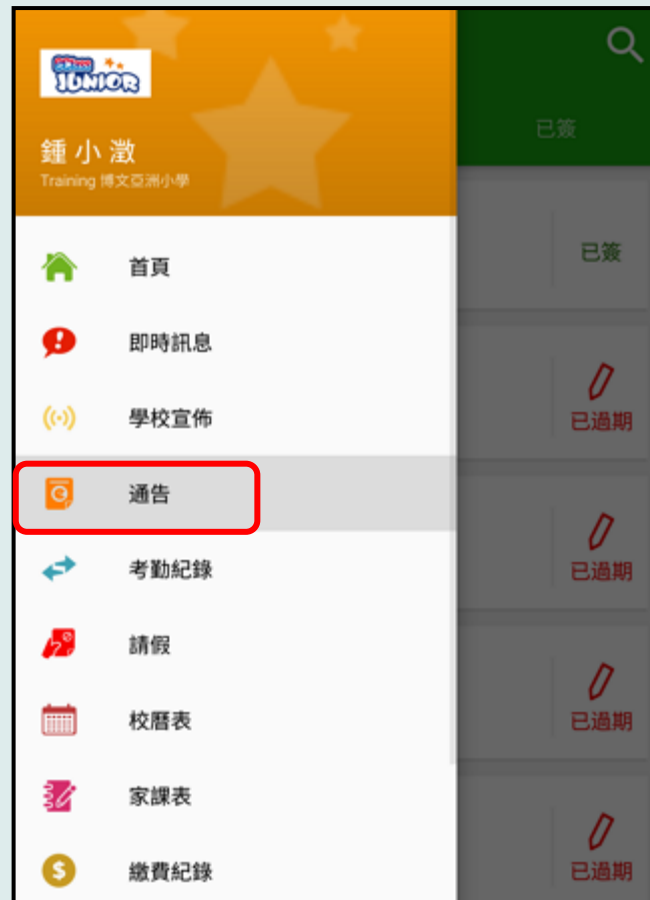 JUNIOR
鍾小澂
Training 博文亞洲小學
首頁
即時訊息
學校宣佈
通告
考勤紀錄
請假
校曆表
家課表
繳費紀錄
已簽
已簽
已過期
已過期
已過期
已過期